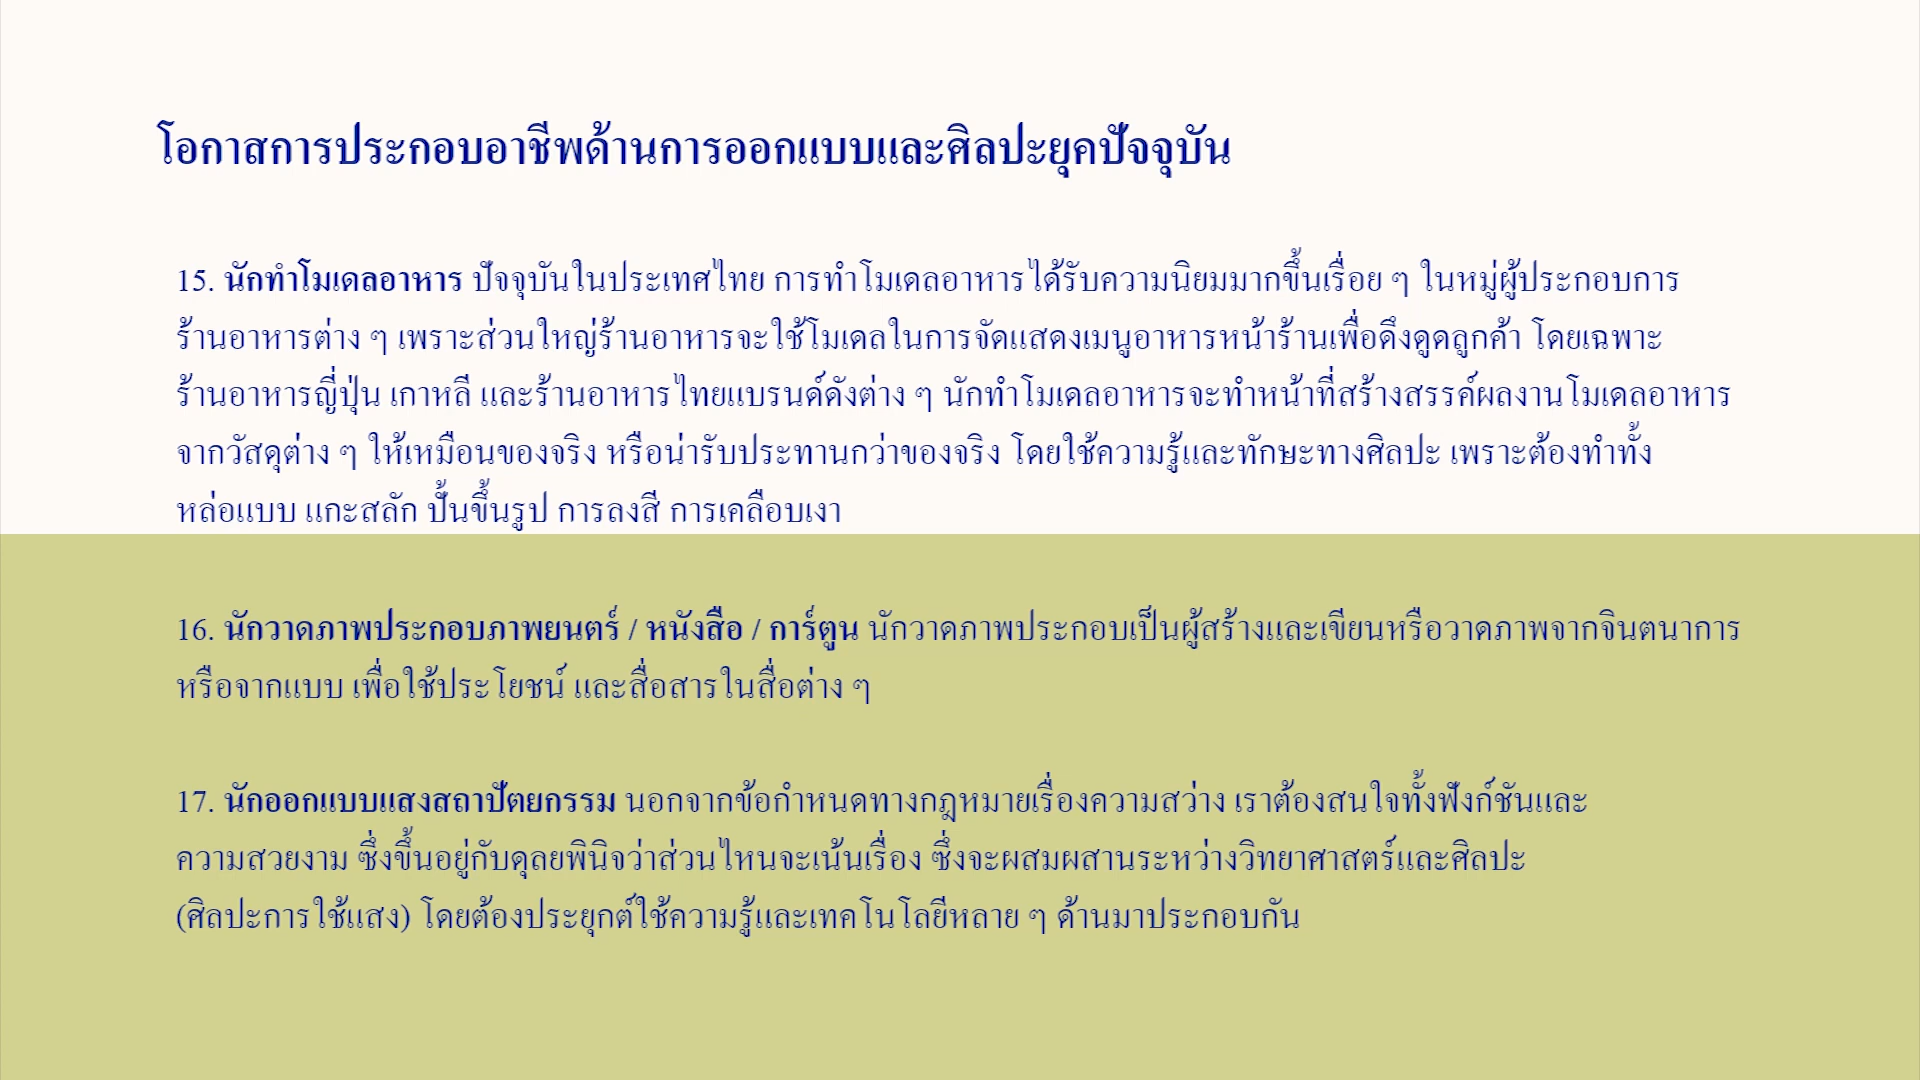 โอกาสการประกอบอาชีพด้านการออกแบบและศิลปะยุคปัจจุบัน
15. นักทำโมเดลอาหาร ปัจจุบันในประเทศไทย การทำโมเดลอาหารได้รับความนิยมมากขึ้นเรื่อย ๆ ในหมู่ผู้ประกอบการ
ร้านอาหารต่าง ๆ เพราะส่วนใหญ่ร้านอาหารจะใช้โมเดลในการจัดแสดงเมนูอาหารหน้าร้านเพื่อดึงดูดลูกค้า โดยเฉพาะ
ร้านอาหารญี่ปุ่น เกาหลี และร้านอาหารไทยแบรนด์ดังต่าง ๆ นักทำโมเดลอาหารจะทำหน้าที่สร้างสรรค์ผลงานโมเดลอาหาร
จากวัสดุต่าง ๆ ให้เหมือนของจริง หรือน่ารับประทานกว่าของจริง โดยใช้ความรู้และทักษะทางศิลปะ เพราะต้องทำทั้ง
หล่อแบบ แกะสลัก ปั้นขึ้นรูป การลงสี การเคลือบเงา
16. นักวาดภาพประกอบภาพยนตร์ / หนังสือ / การ์ตูน นักวาดภาพประกอบเป็นผู้สร้างและเขียนหรือวาดภาพจากจินตนาการ
หรือจากแบบ เพื่อใช้ประโยชน์ และสื่อสารในสื่อต่าง ๆ
17. นักออกแบบแสงสถาปัตยกรรม นอกจากข้อกำหนดทางกฎหมายเรื่องความสว่าง เราต้องสนใจทั้งฟังก์ชันและ
ความสวยงาม ซึ่งขึ้นอยู่กับดุลยพินิจว่าส่วนไหนจะเน้นเรื่อง ซึ่งจะผสมผสานระหว่างวิทยาศาสตร์และศิลปะ
(ศิลปะการใช้แสง) โดยต้องประยุกต์ใช้ความรู้และเทคโนโลยีหลาย ๆ ด้านมาประกอบกัน